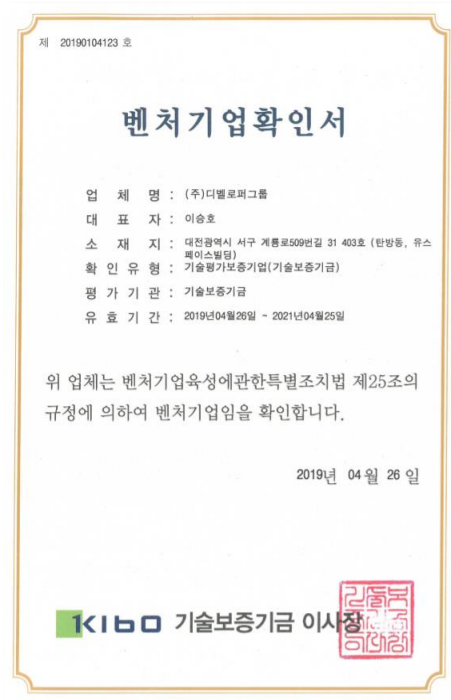 제 20190104123 호
벤처기업확인서
업 체 명 : (주)디벨로퍼그룹
대 표 자 : 이승호
소 재 지 : 대전광역시 서구 계룡로509번길 31 403호 (탄방동, 유스
페이스빌딩)
확 인 유 형 : 기술평가보증기업(기술보증기금)
평 가 기 관 : 기술보증기금
유 효 기 간 : 2019년04월26일 ~ 2021년04월25일
위 업체는 벤처기업육성에관한특별조치법 제25조의
규정에 의하여 벤처기업임을 확인합니다.
2019년 04월 26일
KIBO 기술보증기금 이사장